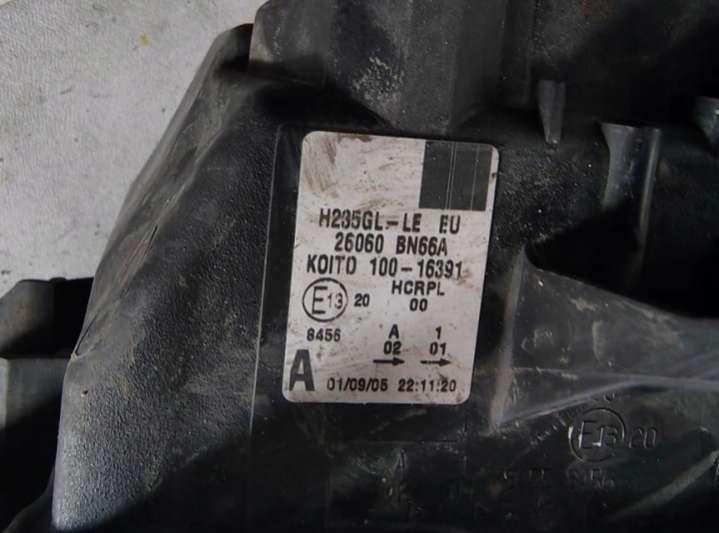 H235GL-LE EU
26060 BN66A
KOITO 100-16391
E13 20 HCRPL
00
8456 A 1
02 01
A 01/09/05 22:11:20
E13 20